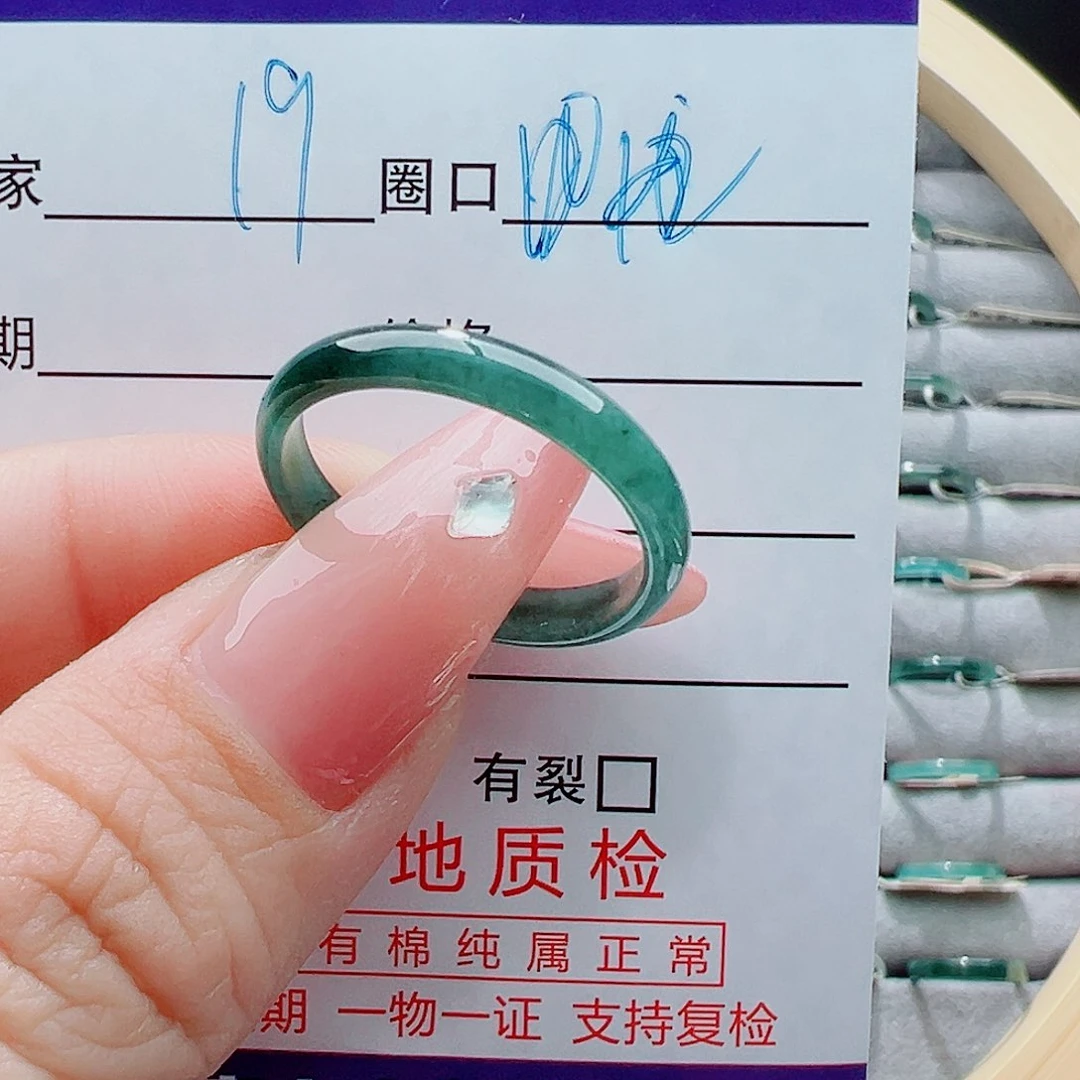 家 19 圈口
期
有裂□
地质检
有棉纯属正常
期 一物一证 支持复检